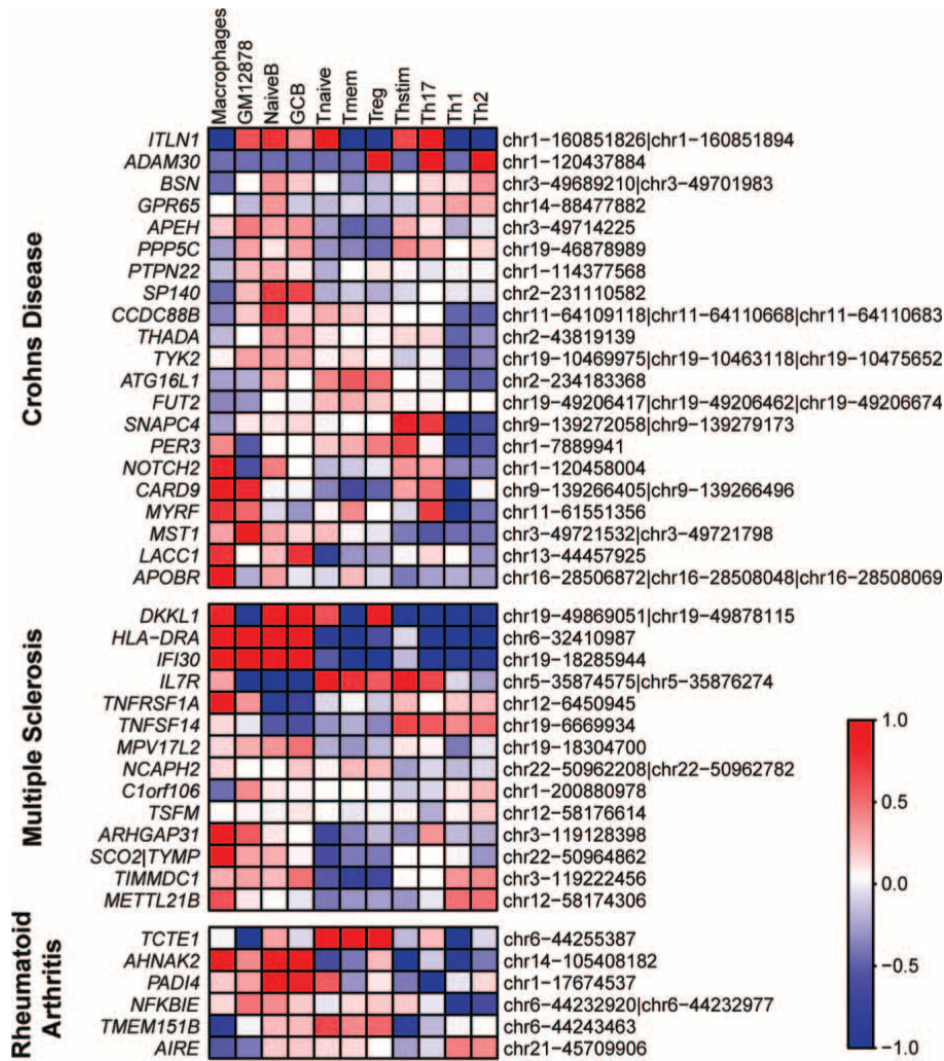 Macrophages
GM12878
NaiveB
GCB
Tnaive
Tmem
Treg
Thstim
Th17
Th1
Th2
Crohns Disease
ITLN1 chr1-160851826|chr1-160851894
ADAM30 chr1-120437884
BSN chr3-49689210|chr3-49701983
GPR65 chr14-88477882
APEH chr3-49714225
PPP5C chr19-46878989
PTPN22 chr1-114377568
SP140 chr2-231110582
CCDC88B chr11-64109118|chr11-64110668|chr11-64110683
THADA chr2-43819139
TYK2 chr19-10469975|chr19-10463118|chr19-10475652
ATG16L1 chr2-234183368
FUT2 chr19-49206417|chr19-49206462|chr19-49206674
SNAPC4 chr9-139272058|chr9-139279173
PER3 chr1-7889941
NOTCH2 chr1-120458004
CARD9 chr9-139266405|chr9-139266496
MYRF chr11-61551356
MST1 chr3-49721532|chr3-49721798
LACC1 chr13-44457925
APOBR chr16-28506872|chr16-28508048|chr16-28508069
Multiple Sclerosis
DKKL1 chr19-49869051|chr19-49878115
HLA-DRA chr6-32410987
IFI30 chr19-18285944
IL7R chr5-35874575|chr5-35876274
TNFRSF1A chr12-6450945
TNFSF14 chr19-6669934
MPV17L2 chr19-18304700
NCAPH2 chr22-50962208|chr22-50962782
C1orf106 chr1-200880978
TSFM chr12-58176614
ARHGAP31 chr3-119128398
SCO2|TYMP chr22-50964862
TIMMDC1 chr3-119222456
METTL21B chr12-58174306
Rheumatoid
Arthritis
TCTE1 chr6-44255387
AHNAK2 chr14-105408182
PADI4 chr1-17674537
NFKBIE chr6-44232920|chr6-44232977
TMEM151B chr6-44243463
AIRE chr21-45709906
1.0
0.5
0.0
-0.5
-1.0